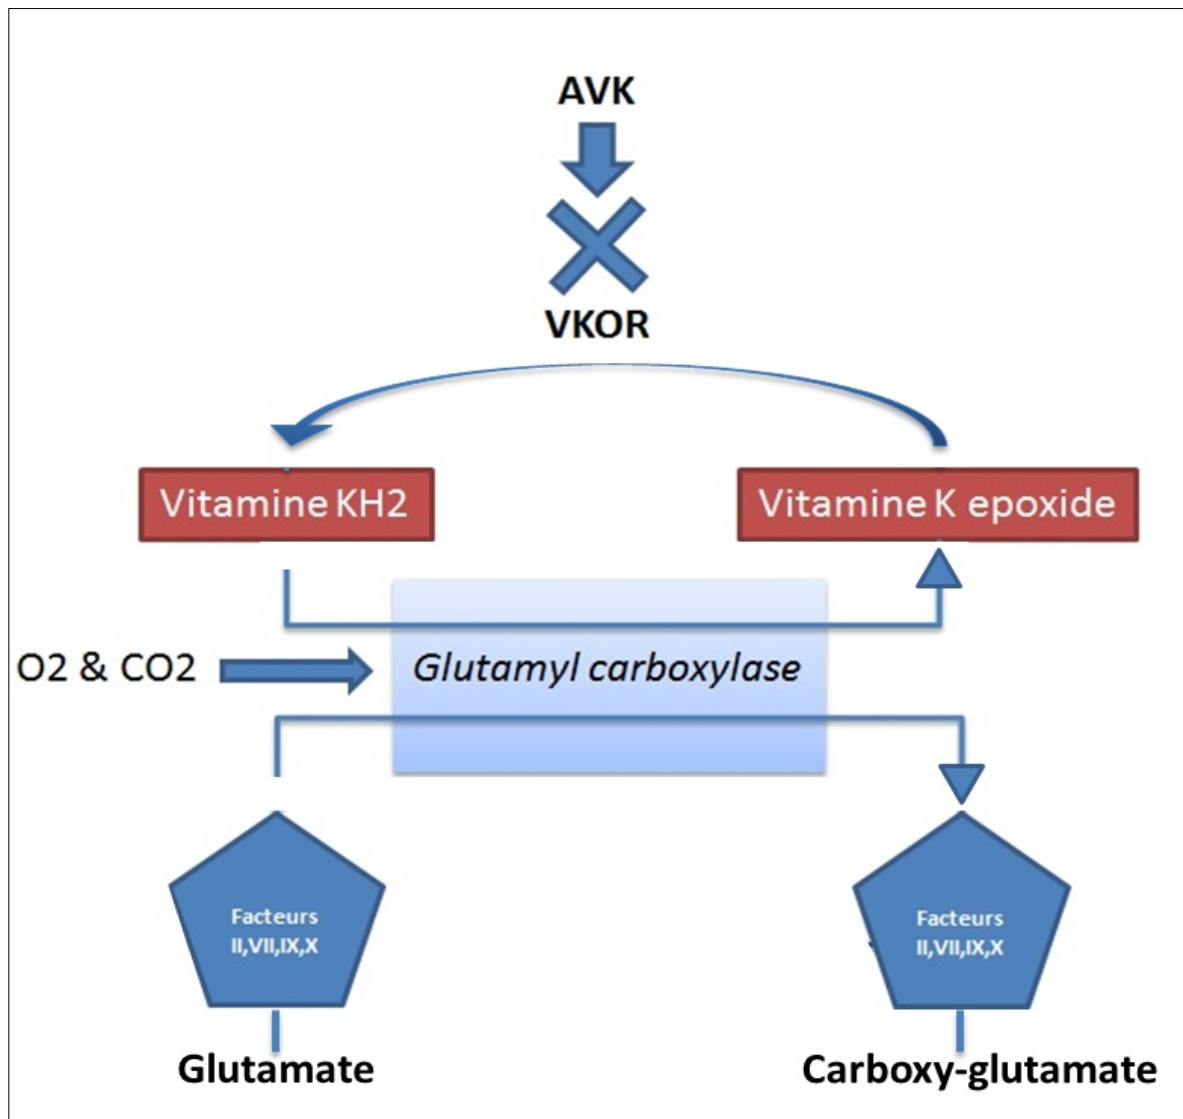 AVK
VKOR
Vitamine KH2
Vitamine K epoxide
O2 & CO2
Glutamyl carboxylase
Facteurs
II,VII,IX,X
Facteurs
II,VII,IX,X
Glutamate
Carboxy-glutamate